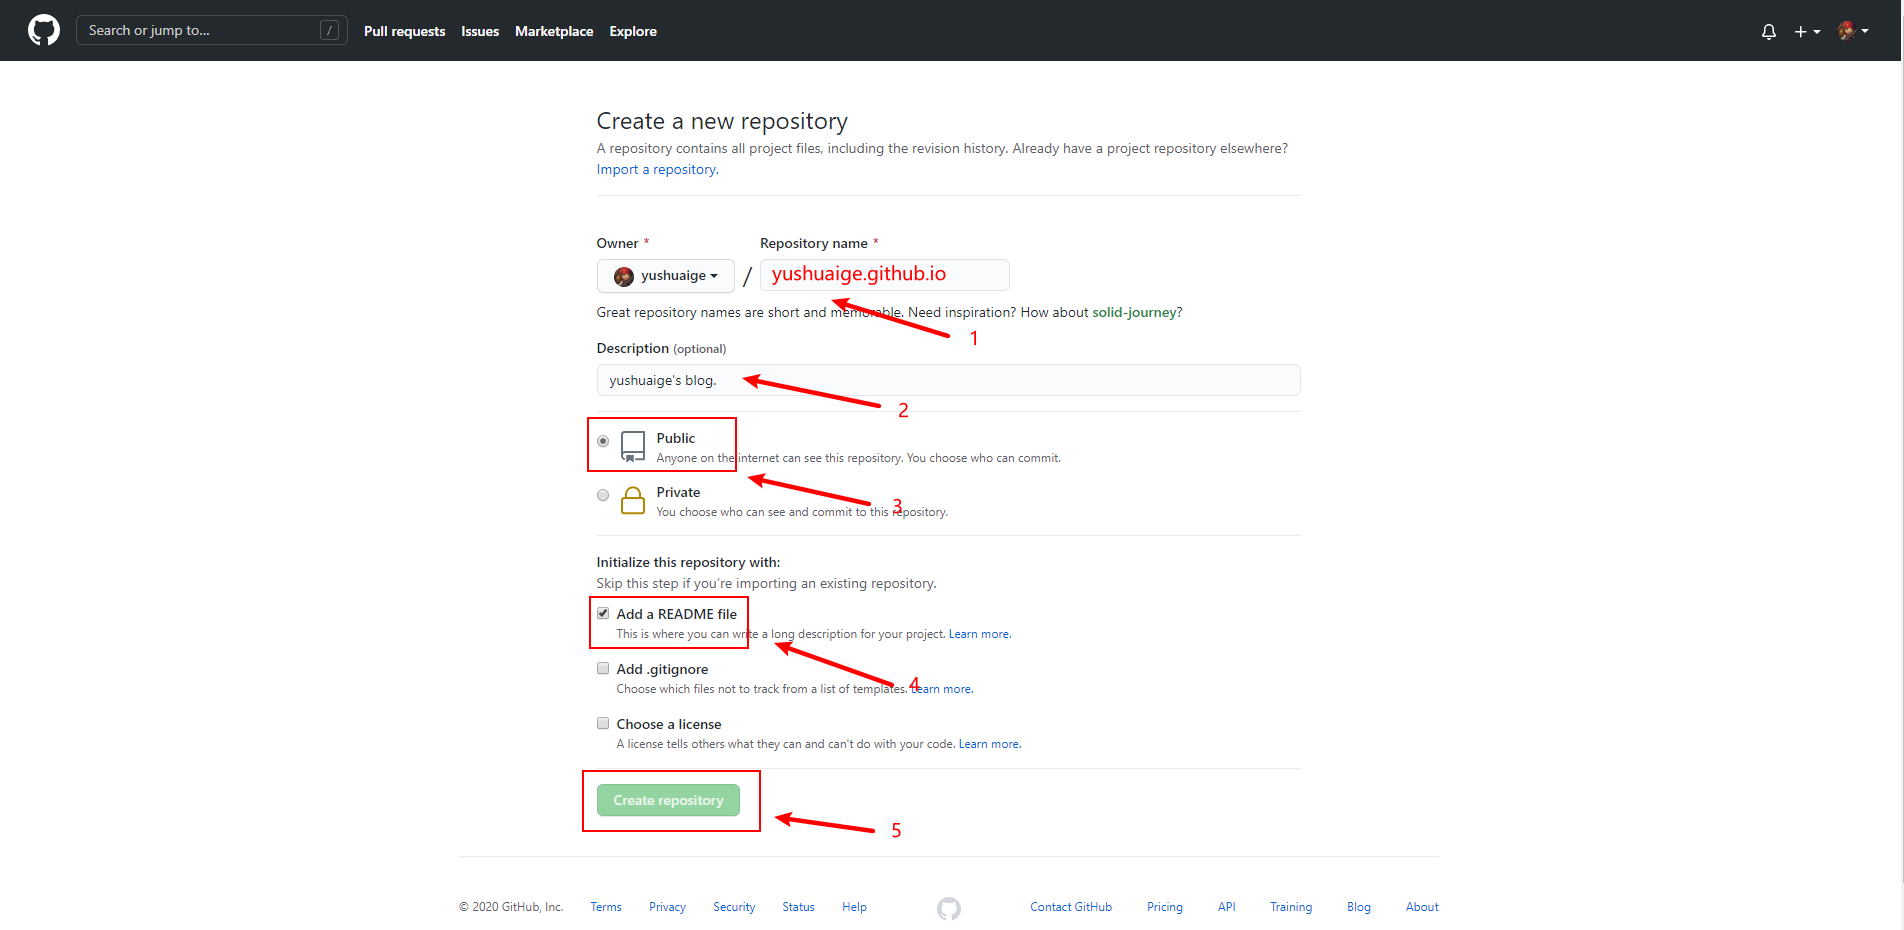 Search or jump to... /
Pull requests Issues Marketplace Explore
Create a new repository
A repository contains all project files, including the revision history. Already have a project repository elsewhere?
Import a repository.
Owner * Repository name *
yushuaige / yushuaige.github.io
Great repository names are short and memorable. Need inspiration? How about solid-journey?
1
Description (optional)
yushuaige's blog.
2
Public
Anyone on the internet can see this repository. You choose who can commit.
Private
3
You choose who can see and commit to this repository.
Initialize this repository with:
Skip this step if you're importing an existing repository.
Add a README file
This is where you can write a long description for your project. Learn more.
Add .gitignore
4
Choose which files not to track from a list of templates. Learn more.
Choose a license
A license tells others what they can and can't do with your code. Learn more.
Create repository
5
© 2020 GitHub, Inc. Terms Privacy Security Status Help Contact GitHub Pricing API Training Blog About